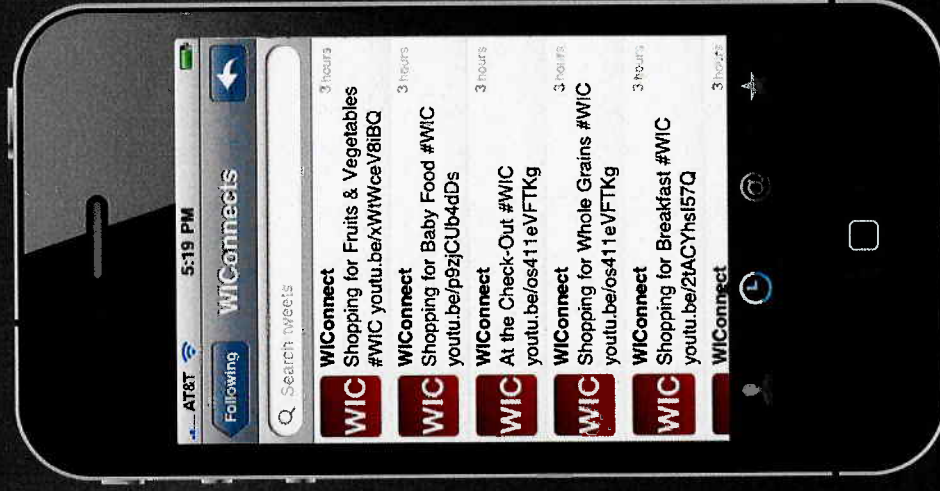 AT&T 5:19 PM
Following WIConnects
Search tweets
WIC
WIConnect 3 hours
Shopping for Fruits & Vegetables
#WIC youtu.be/xWtWceV8iBQ
WIC
WIConnect 3 hours
Shopping for Baby Food #WIC
youtu.be/p9zjCUb4dDs
WIC
WIConnect 3 hours
At the Check-Out #WIC
youtu.be/os411eVFTKg
WIC
WIConnect 3 hours
Shopping for Whole Grains #WIC
youtu.be/os411eVFTKg
WIC
WIConnect 3 hours
Shopping for Breakfast #WIC
youtu.be/2tACYhsI57Q
WIConnect 3 hours
@